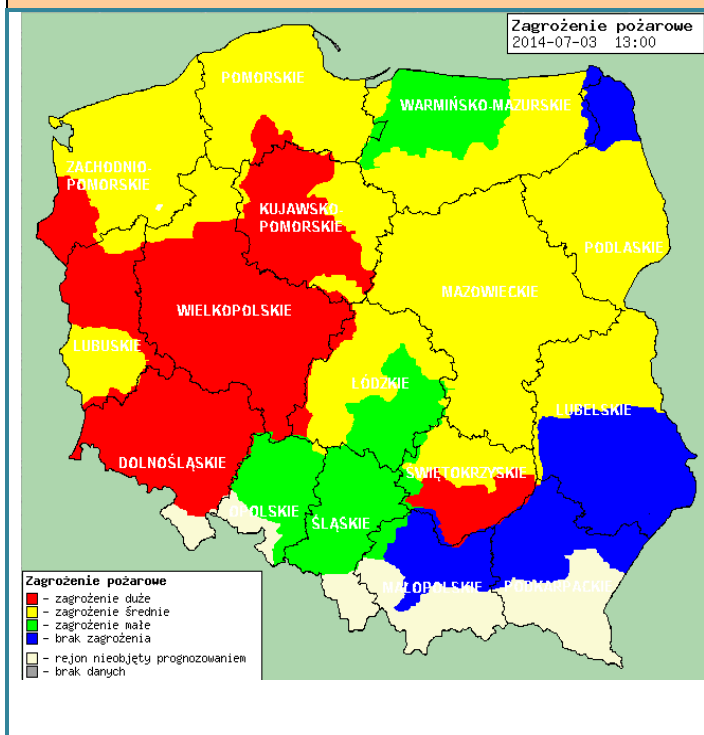 Zagrożenie pożarowe
2014-07-03 13:00
POMORSKIE
WARMIŃSKO-MAZURSKIE
ZACHODNIO-
POMORSKIE
KUJAWSKO-
POMORSKIE
PODLASKIE
MAZOWIECKIE
WIELKOPOLSKIE
LUBUSKIE
ŁÓDZKIE
LUBELSKIE
DOLNOŚLĄSKIE
ŚWIĘTOKRZYSKIE
OPOLSKIE
ŚLĄSKIE
MAŁOPOLSKIE
PODKARPACKIE
Zagrożenie pożarowe
- zagrożenie duże
- zagrożenie średnie
- zagrożenie małe
- brak zagrożenia
- rejon nieobjęty prognozowaniem
- brak danych